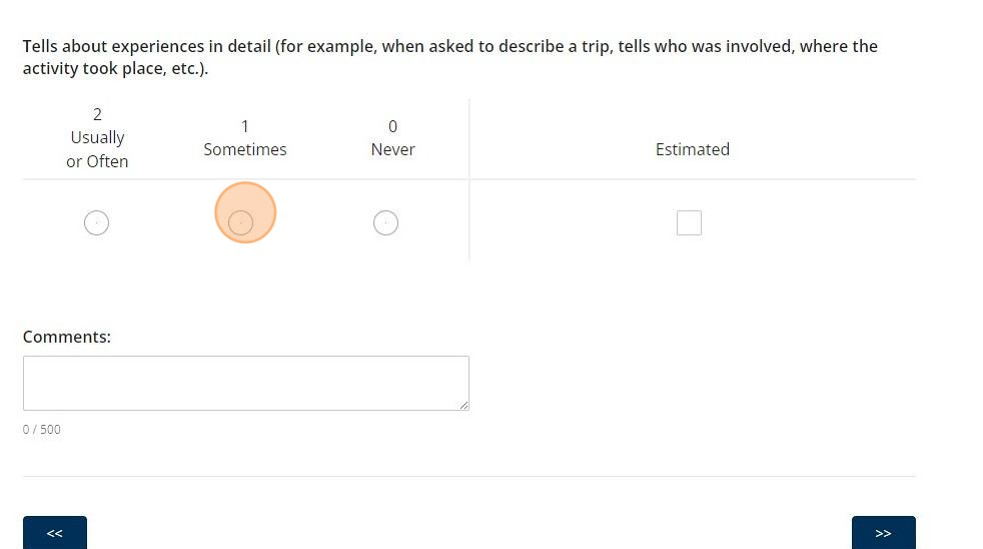 Tells about experiences in detail (for example, when asked to describe a trip, tells who was involved, where the
activity took place, etc.).
2
Usually
or Often
1
Sometimes
0
Never
Estimated
Comments:
0 / 500
<<
>>